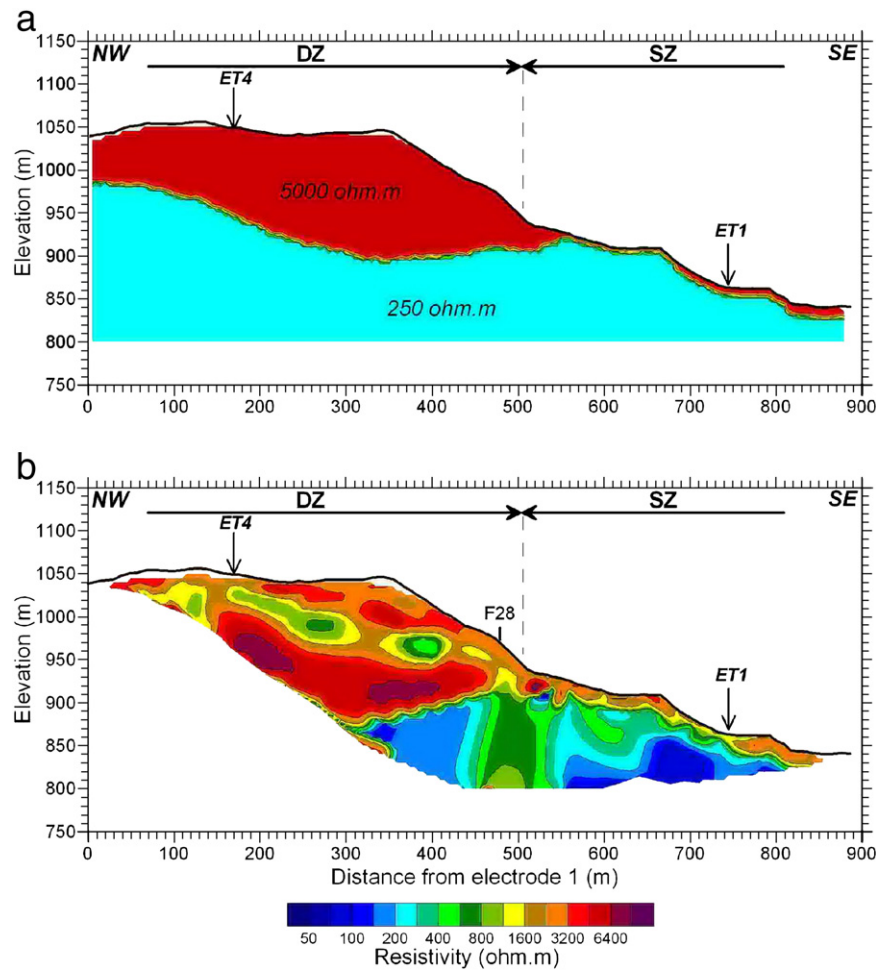 a
NW DZ SZ SE
ET4
5000 ohm.m
ET1
250 ohm.m
Elevation (m)
1150
1100
1050
1000
950
900
850
800
750
0 100 200 300 400 500 600 700 800 900
b
NW DZ SZ SE
ET4
F28
ET1
Elevation (m)
1150
1100
1050
1000
950
900
850
800
750
0 100 200 300 400 500 600 700 800 900
Distance from electrode 1 (m)
50 100 200 400 800 1600 3200 6400
Resistivity (ohm.m)